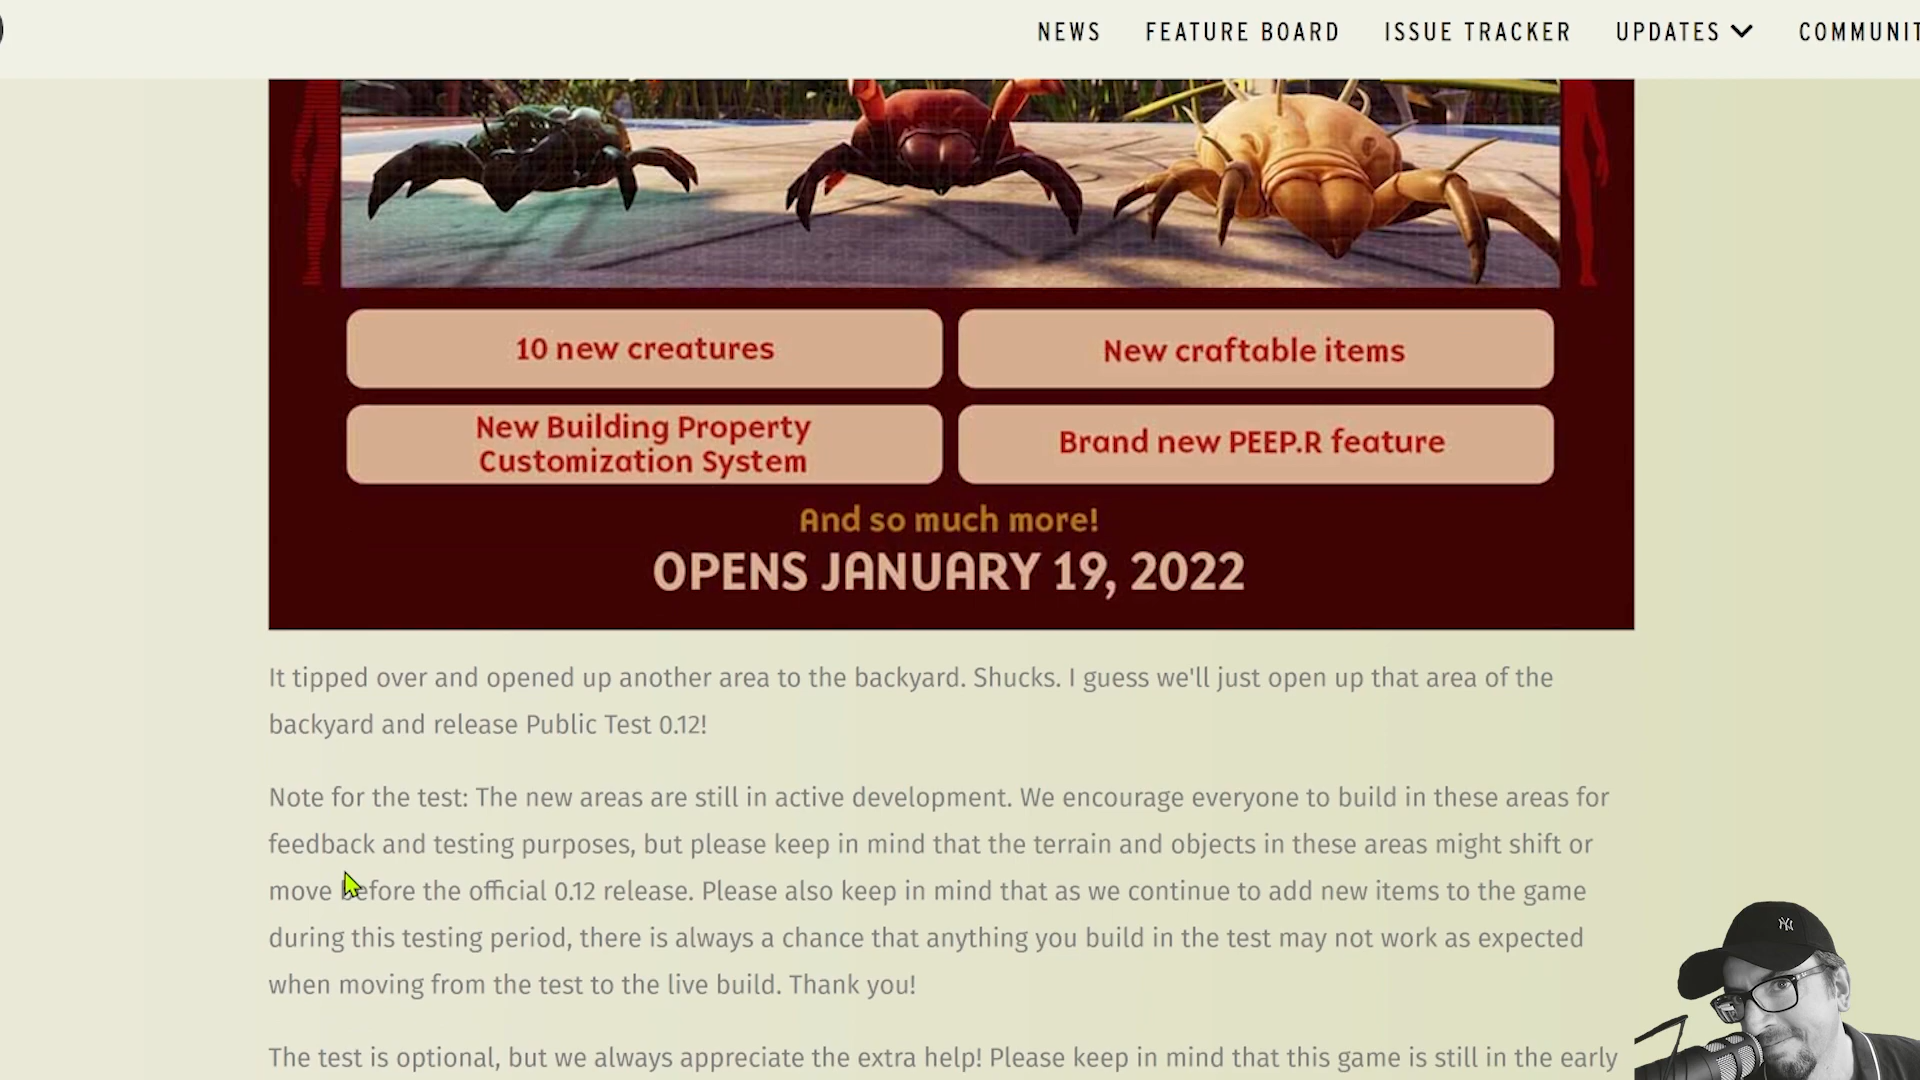 NEWS FEATURE BOARD ISSUE TRACKER UPDATES COMMUNIT
10 new creatures
New craftable items
New Building Property
Customization System
Brand new PEEP.R feature
And so much more!
OPENS JANUARY 19, 2022
It tipped over and opened up another area to the backyard. Shucks. I guess we'll just open up that area of the
backyard and release Public Test 0.12!
Note for the test: The new areas are still in active development. We encourage everyone to build in these areas for
feedback and testing purposes, but please keep in mind that the terrain and objects in these areas might shift or
move before the official 0.12 release. Please also keep in mind that as we continue to add new items to the game
during this testing period, there is always a chance that anything you build in the test may not work as expected
when moving from the test to the live build. Thank you!
The test is optional, but we always appreciate the extra help! Please keep in mind that this game is still in the early
NY